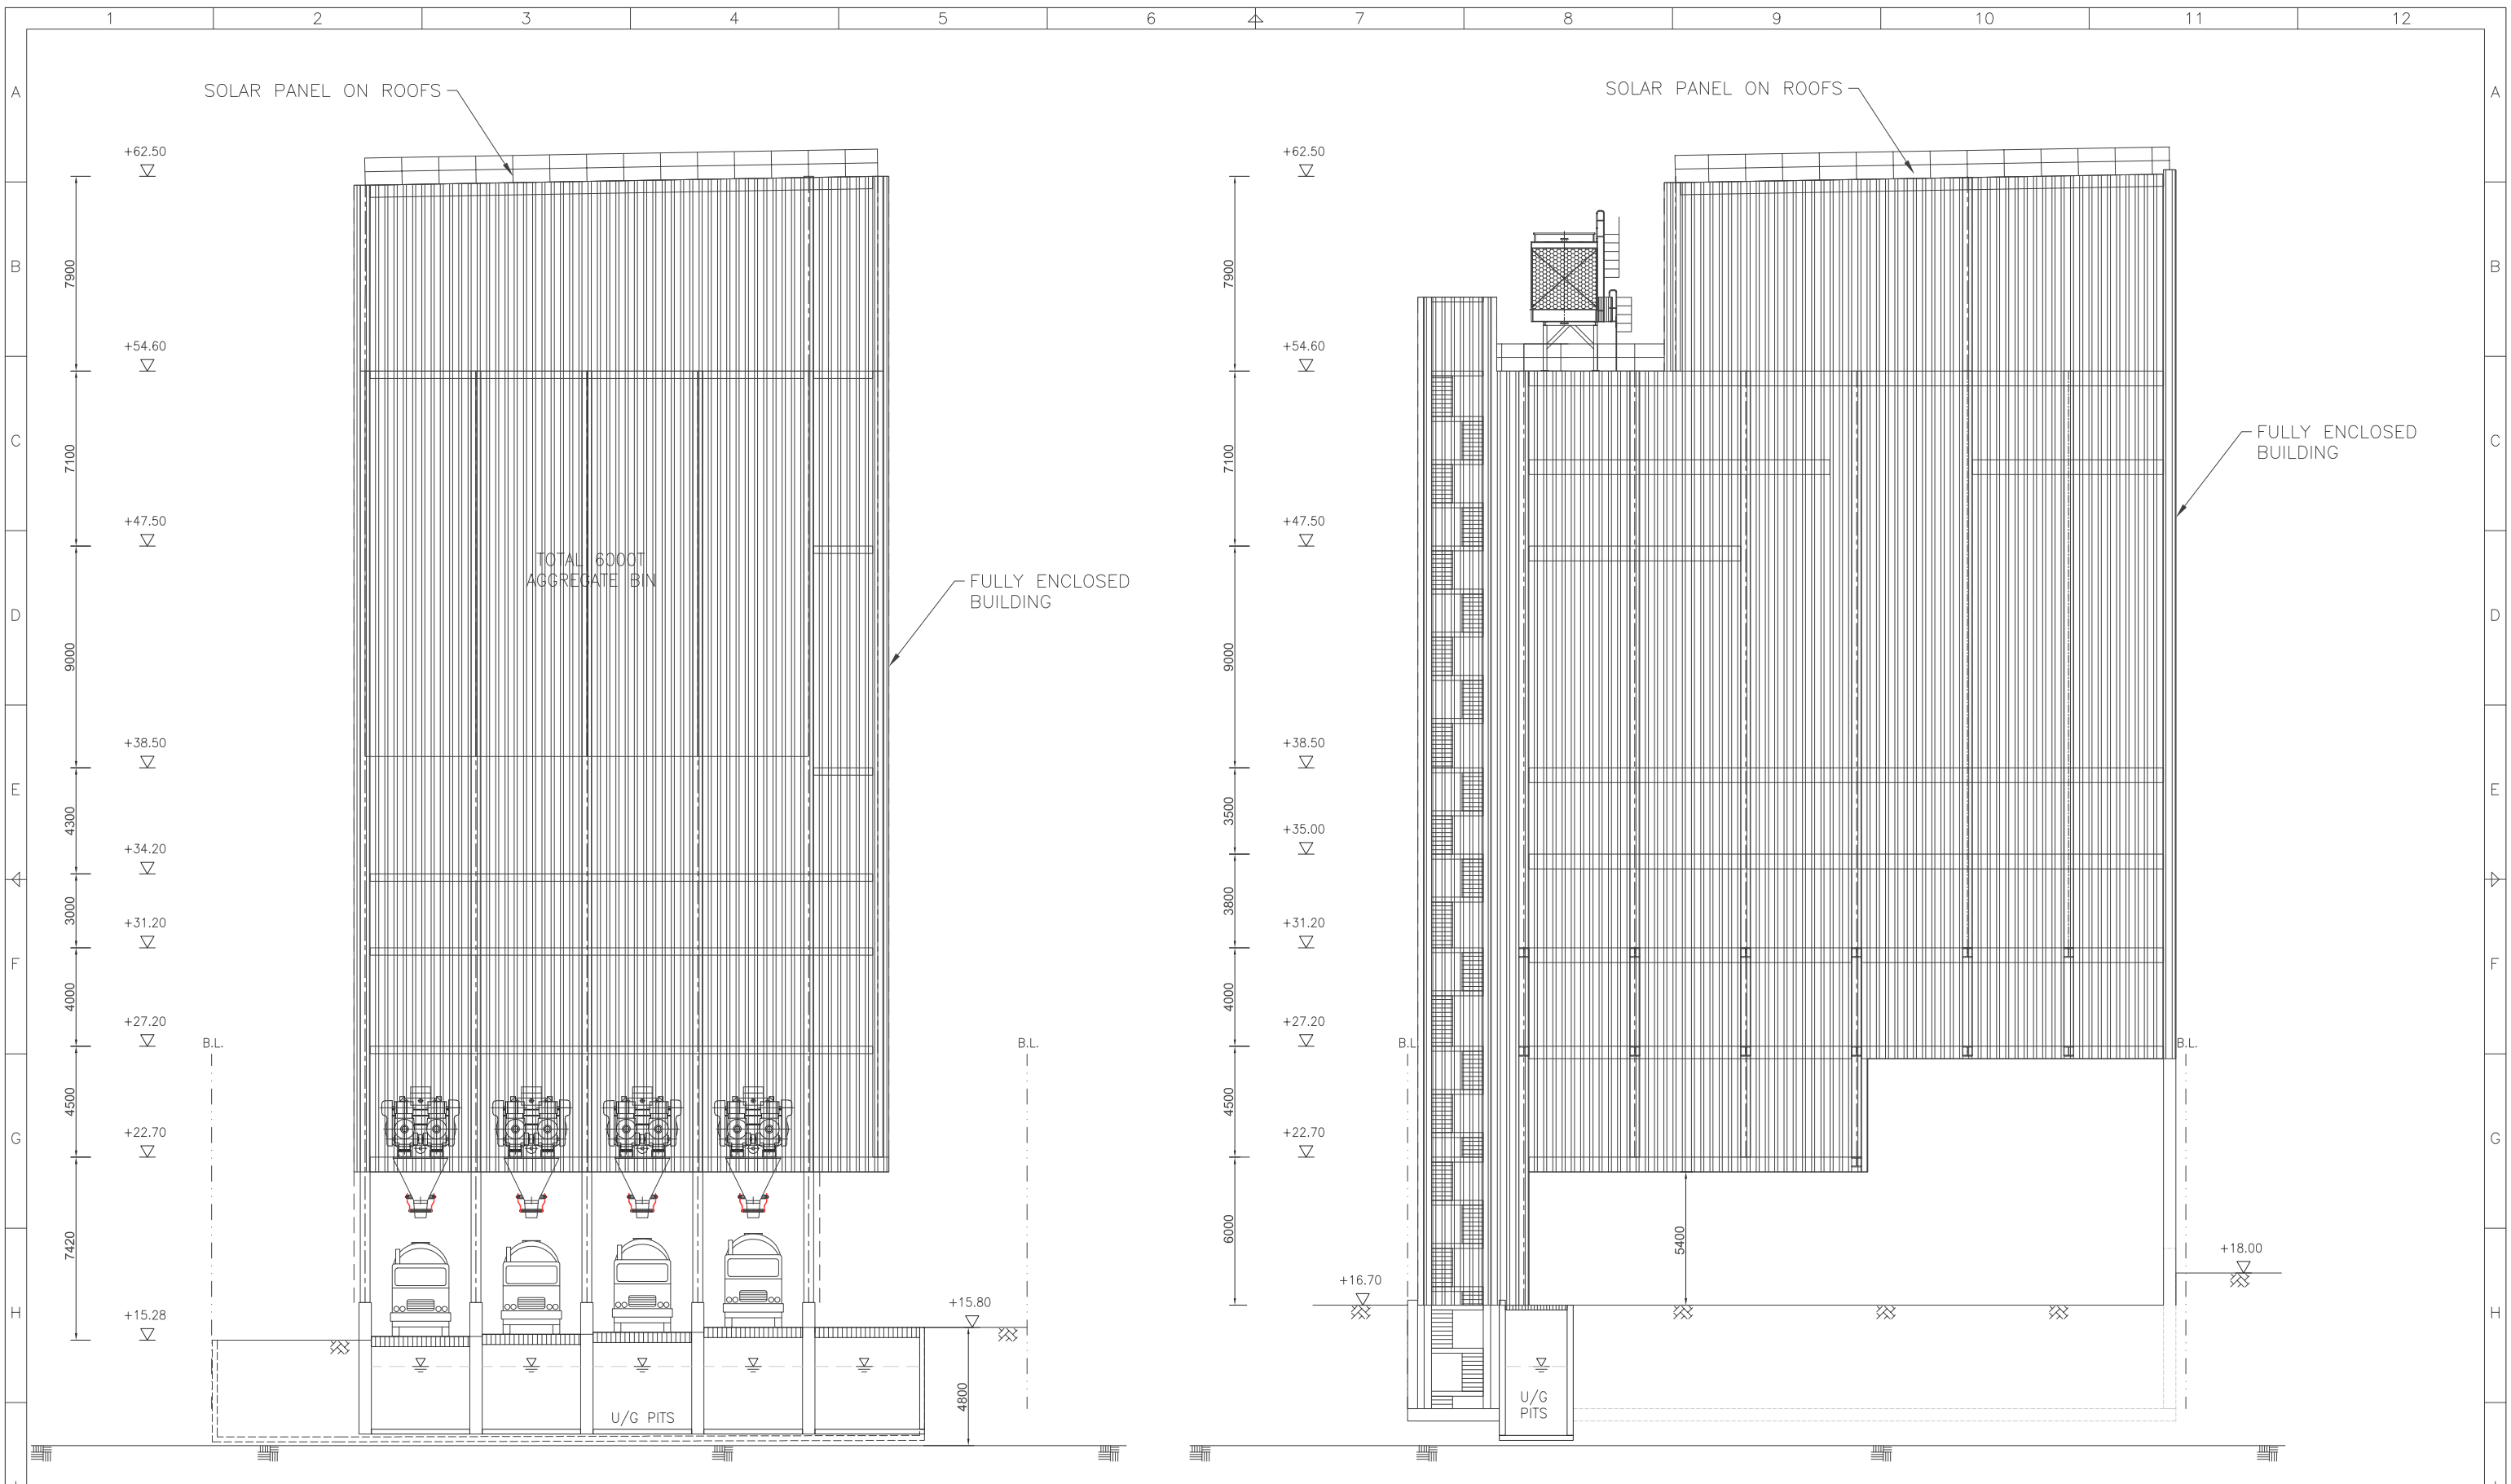 1 2 3 4 5 6 7 8 9 10 11 12
A
B
C
D
E
F
G
H
SOLAR PANEL ON ROOFS
+62.50
7900
+54.60
7100
+47.50
TOTAL 6000T
AGGREGATE BIN
FULLY ENCLOSED
BUILDING
9000
+38.50
4300
+34.20
3000
+31.20
4000
+27.20
B.L.
B.L.
4500
+22.70
7420
+15.28
+15.80
4800
U/G PITS
SOLAR PANEL ON ROOFS
+62.50
7900
+54.60
7100
FULLY ENCLOSED
BUILDING
+47.50
9000
+38.50
3500
+35.00
3800
+31.20
4000
+27.20
B.L.
B.L.
4500
+22.70
6000
5400
+18.00
+16.70
U/G
PITS
A
B
C
D
E
F
G
H